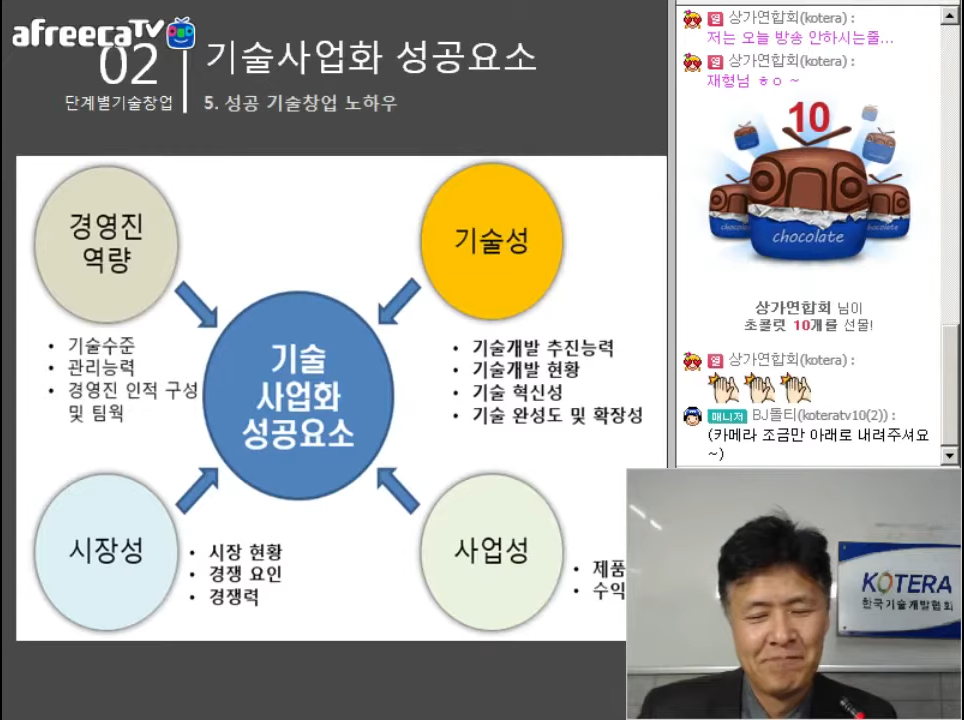 afreecaTV
02
단계별기술창업
기술사업화 성공요소
5. 성공 기술창업 노하우
경영진
역량
• 기술수준
• 관리능력
• 경영진 인적 구성
및 팀웍
기술성
• 기술개발 추진능력
• 기술개발 현황
• 기술 혁신성
• 기술 완성도 및 확장성
기술
사업화
성공요소
시장성
• 시장 현황
• 경쟁 요인
• 경쟁력
사업성
• 제품
• 수익
열 상가연합회(kotera) :
저는 오늘 방송 안하시는줄...
열 상가연합회(kotera) :
재형님 ㅎㅇ ~
10
chocolate
상가연합회 님이
초콜릿 10개를 선물!
열 상가연합회(kotera) :
매니저 BJ돌티(koteratv10(2)) :
(카메라 조금만 아래로 내려주셔요
~)
KOTERA
한국기술개발협회